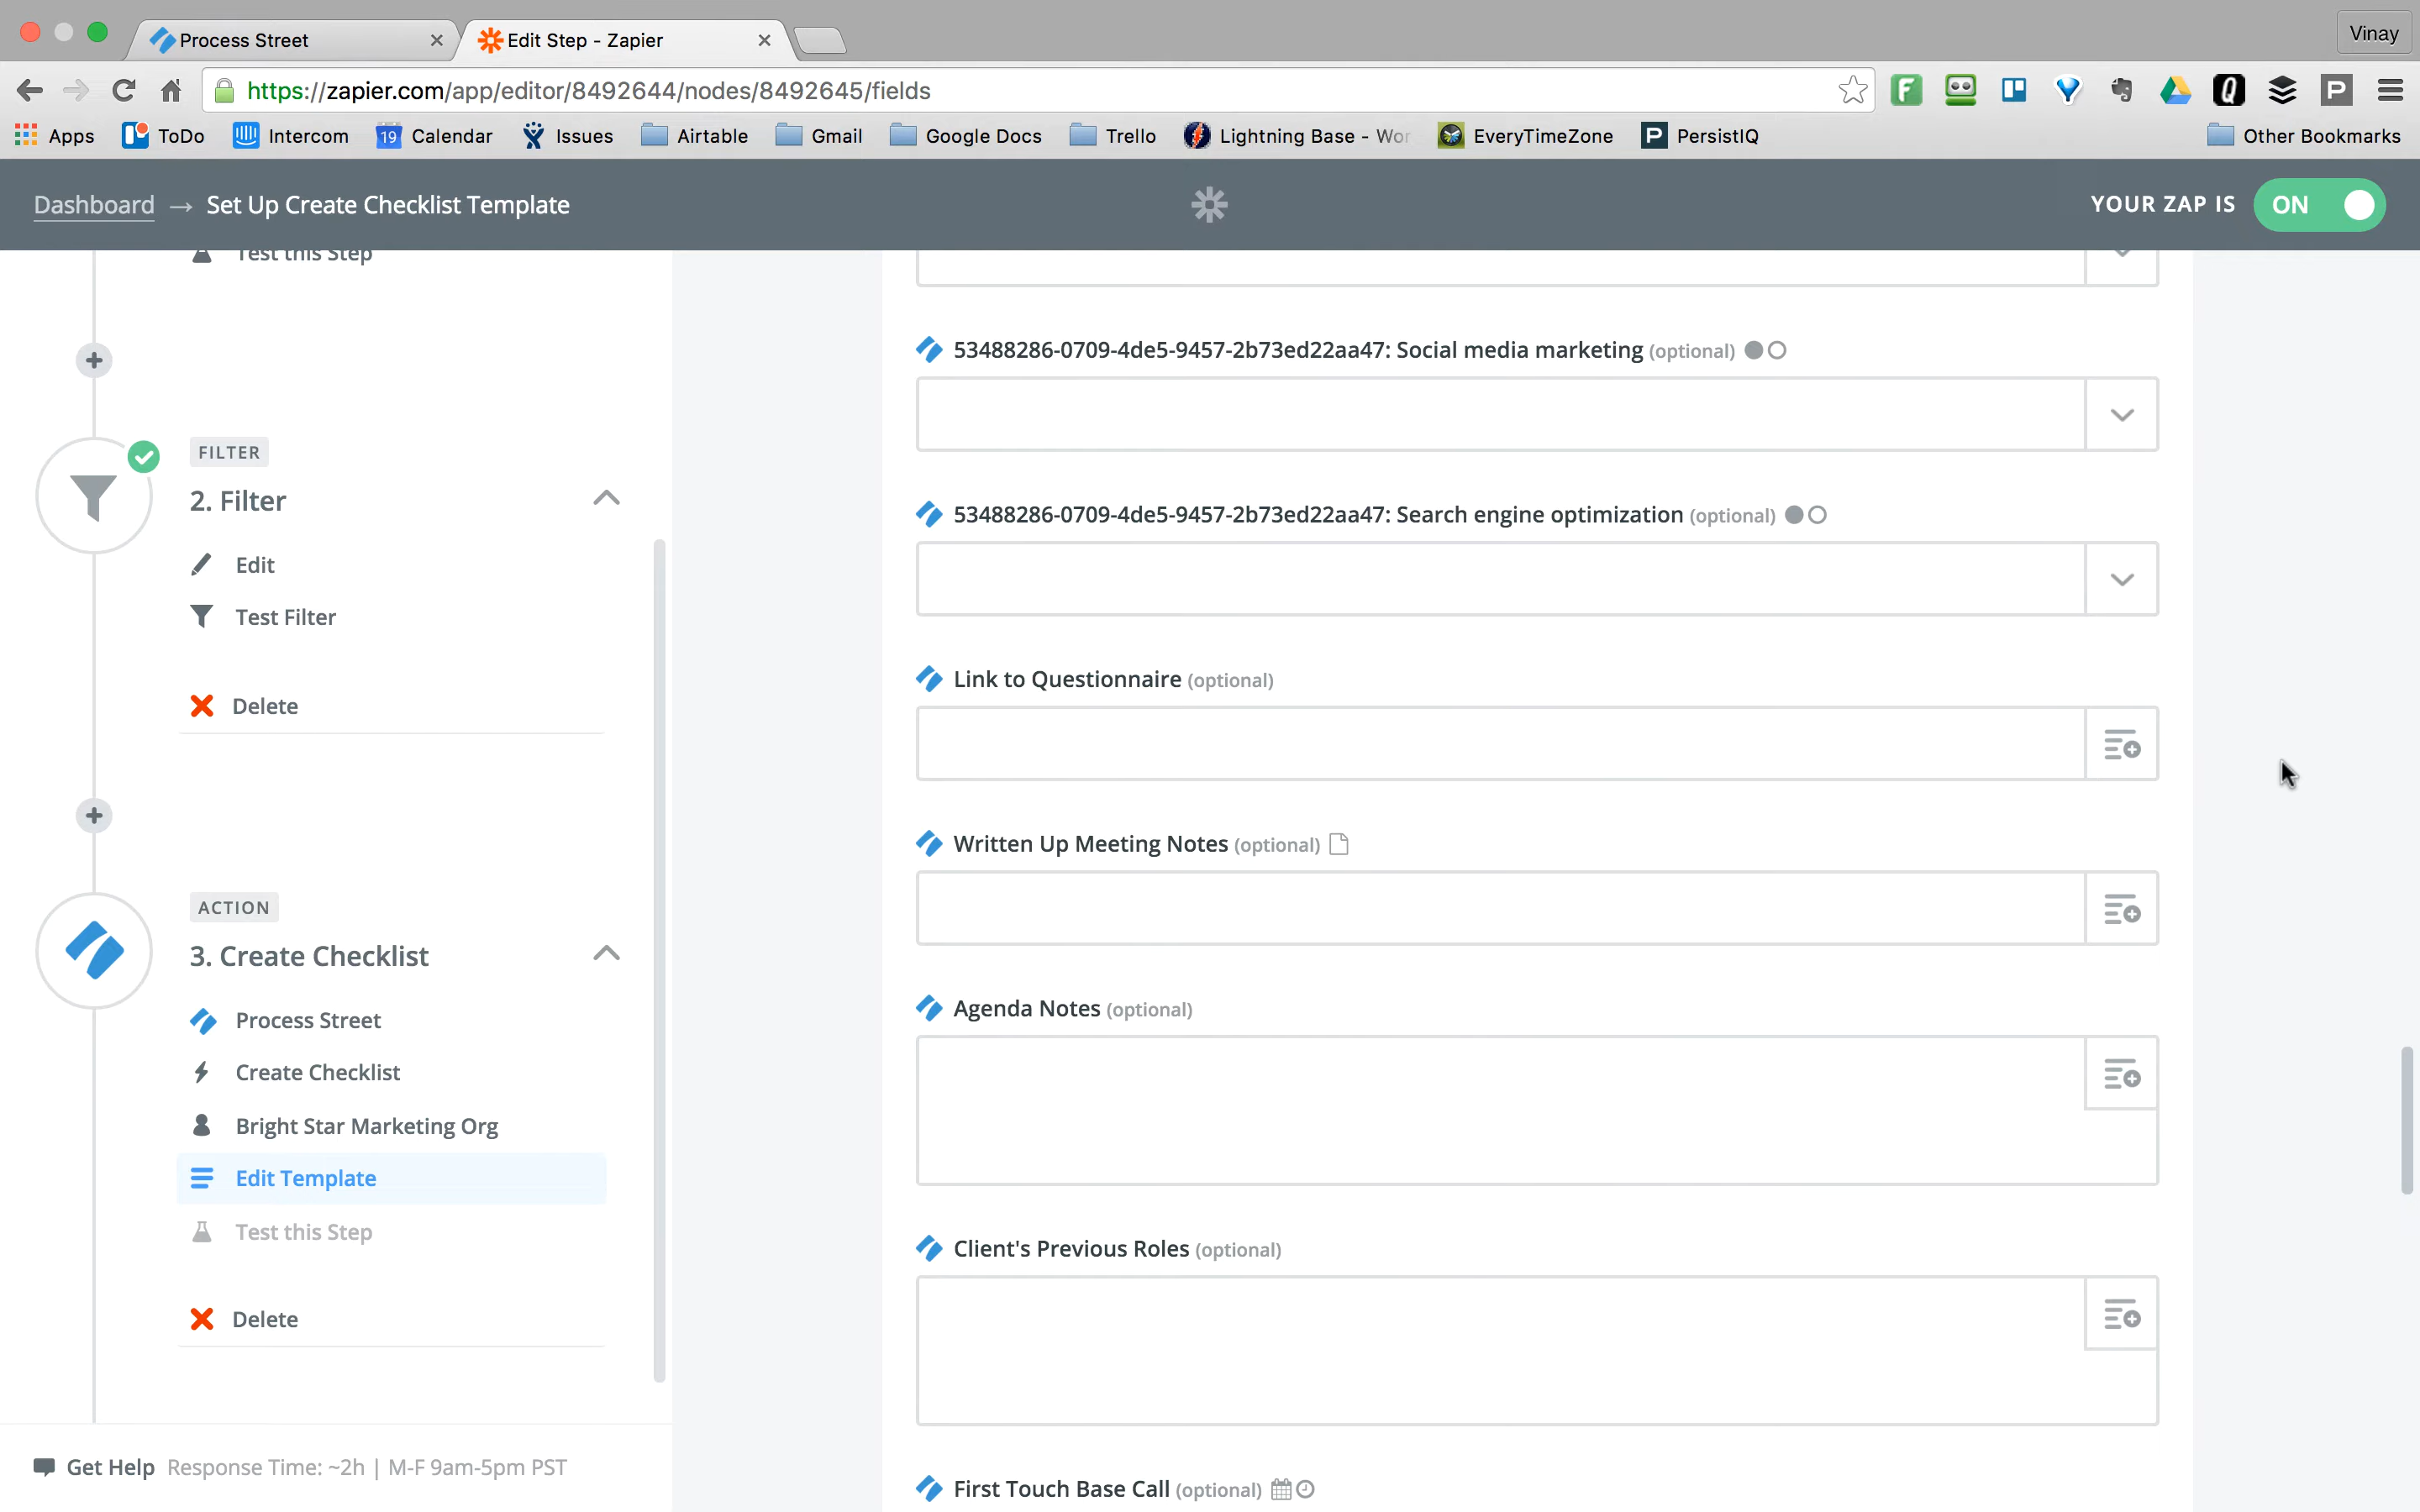 Process Street
Edit Step - Zapier
Vinay
https://zapier.com/app/editor/8492644/nodes/8492645/fields
Apps ToDo Intercom 19 Calendar Issues Airtable Gmail Google Docs Trello Lightning Base - Wor EveryTimeZone P PersistIQ Other Bookmarks
Dashboard → Set Up Create Checklist Template
YOUR ZAP IS ON
Test this Step
FILTER
2. Filter
Edit
Test Filter
Delete
ACTION
3. Create Checklist
Process Street
Create Checklist
Bright Star Marketing Org
Edit Template
Test this Step
Delete
Get Help Response Time: ~2h | M-F 9am-5pm PST
53488286-0709-4de5-9457-2b73ed22aa47: Social media marketing (optional)
53488286-0709-4de5-9457-2b73ed22aa47: Search engine optimization (optional)
Link to Questionnaire (optional)
Written Up Meeting Notes (optional)
Agenda Notes (optional)
Client's Previous Roles (optional)
First Touch Base Call (optional)